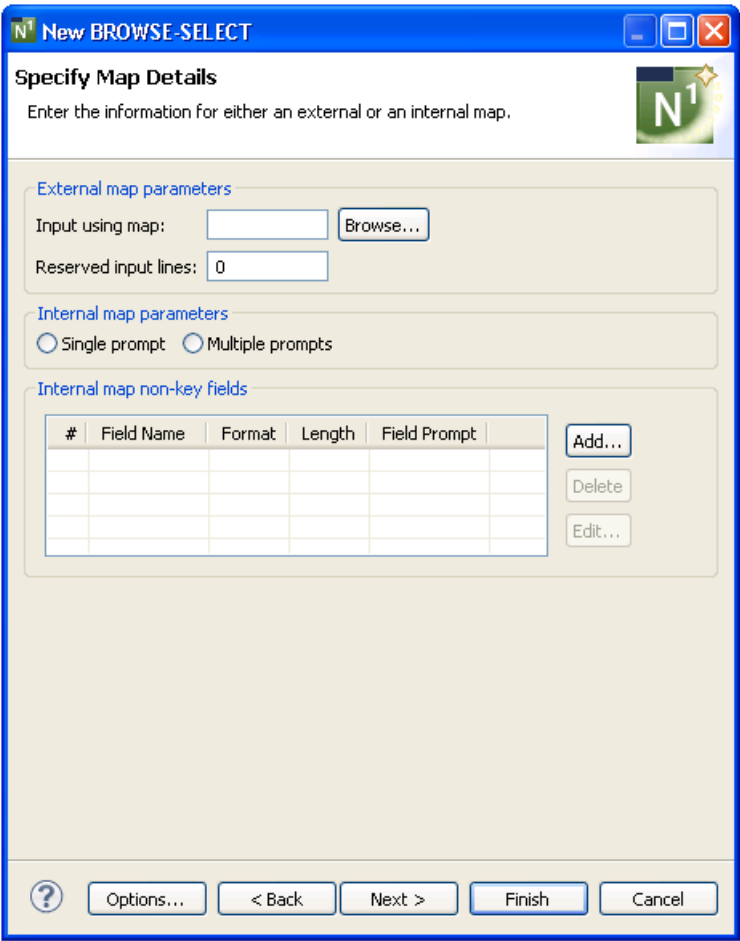 N1 New BROWSE-SELECT
Specify Map Details
Enter the information for either an external or an internal map.
N1
External map parameters
Input using map: Browse...
Reserved input lines: 0
Internal map parameters
Single prompt Multiple prompts
Internal map non-key fields
# Field Name Format Length Field Prompt
Add...
Delete
Edit...
? Options... < Back Next > Finish Cancel